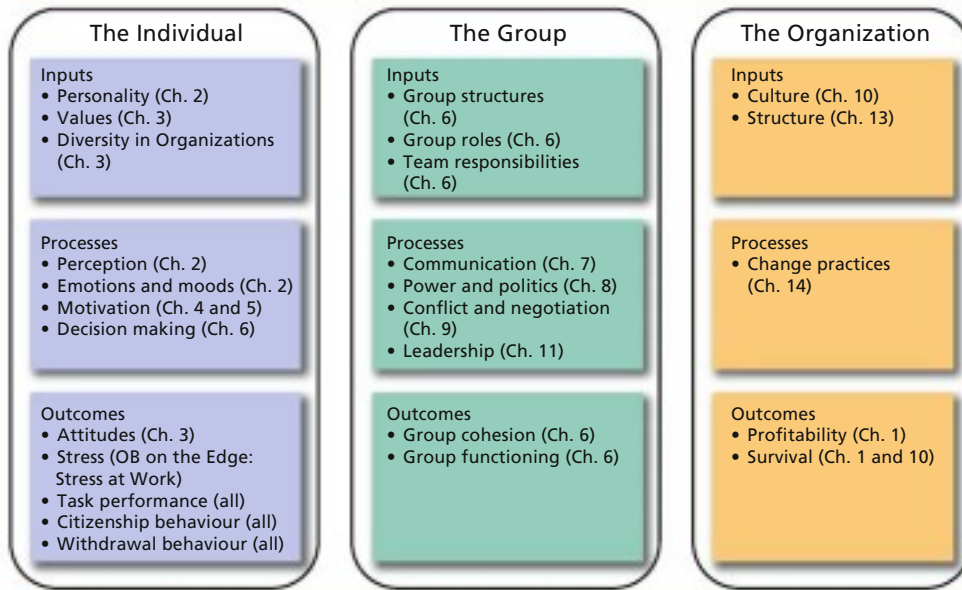 The Individual
Inputs
• Personality (Ch. 2)
• Values (Ch. 3)
• Diversity in Organizations
(Ch. 3)
Processes
• Perception (Ch. 2)
• Emotions and moods (Ch. 2)
• Motivation (Ch. 4 and 5)
• Decision making (Ch. 6)
Outcomes
• Attitudes (Ch. 3)
• Stress (OB on the Edge:
Stress at Work)
• Task performance (all)
• Citizenship behaviour (all)
• Withdrawal behaviour (all)
The Group
Inputs
• Group structures
(Ch. 6)
• Group roles (Ch. 6)
• Team responsibilities
(Ch. 6)
Processes
• Communication (Ch. 7)
• Power and politics (Ch. 8)
• Conflict and negotiation
(Ch. 9)
• Leadership (Ch. 11)
Outcomes
• Group cohesion (Ch. 6)
• Group functioning (Ch. 6)
The Organization
Inputs
• Culture (Ch. 10)
• Structure (Ch. 13)
Processes
• Change practices
(Ch. 14)
Outcomes
• Profitability (Ch. 1)
• Survival (Ch. 1 and 10)